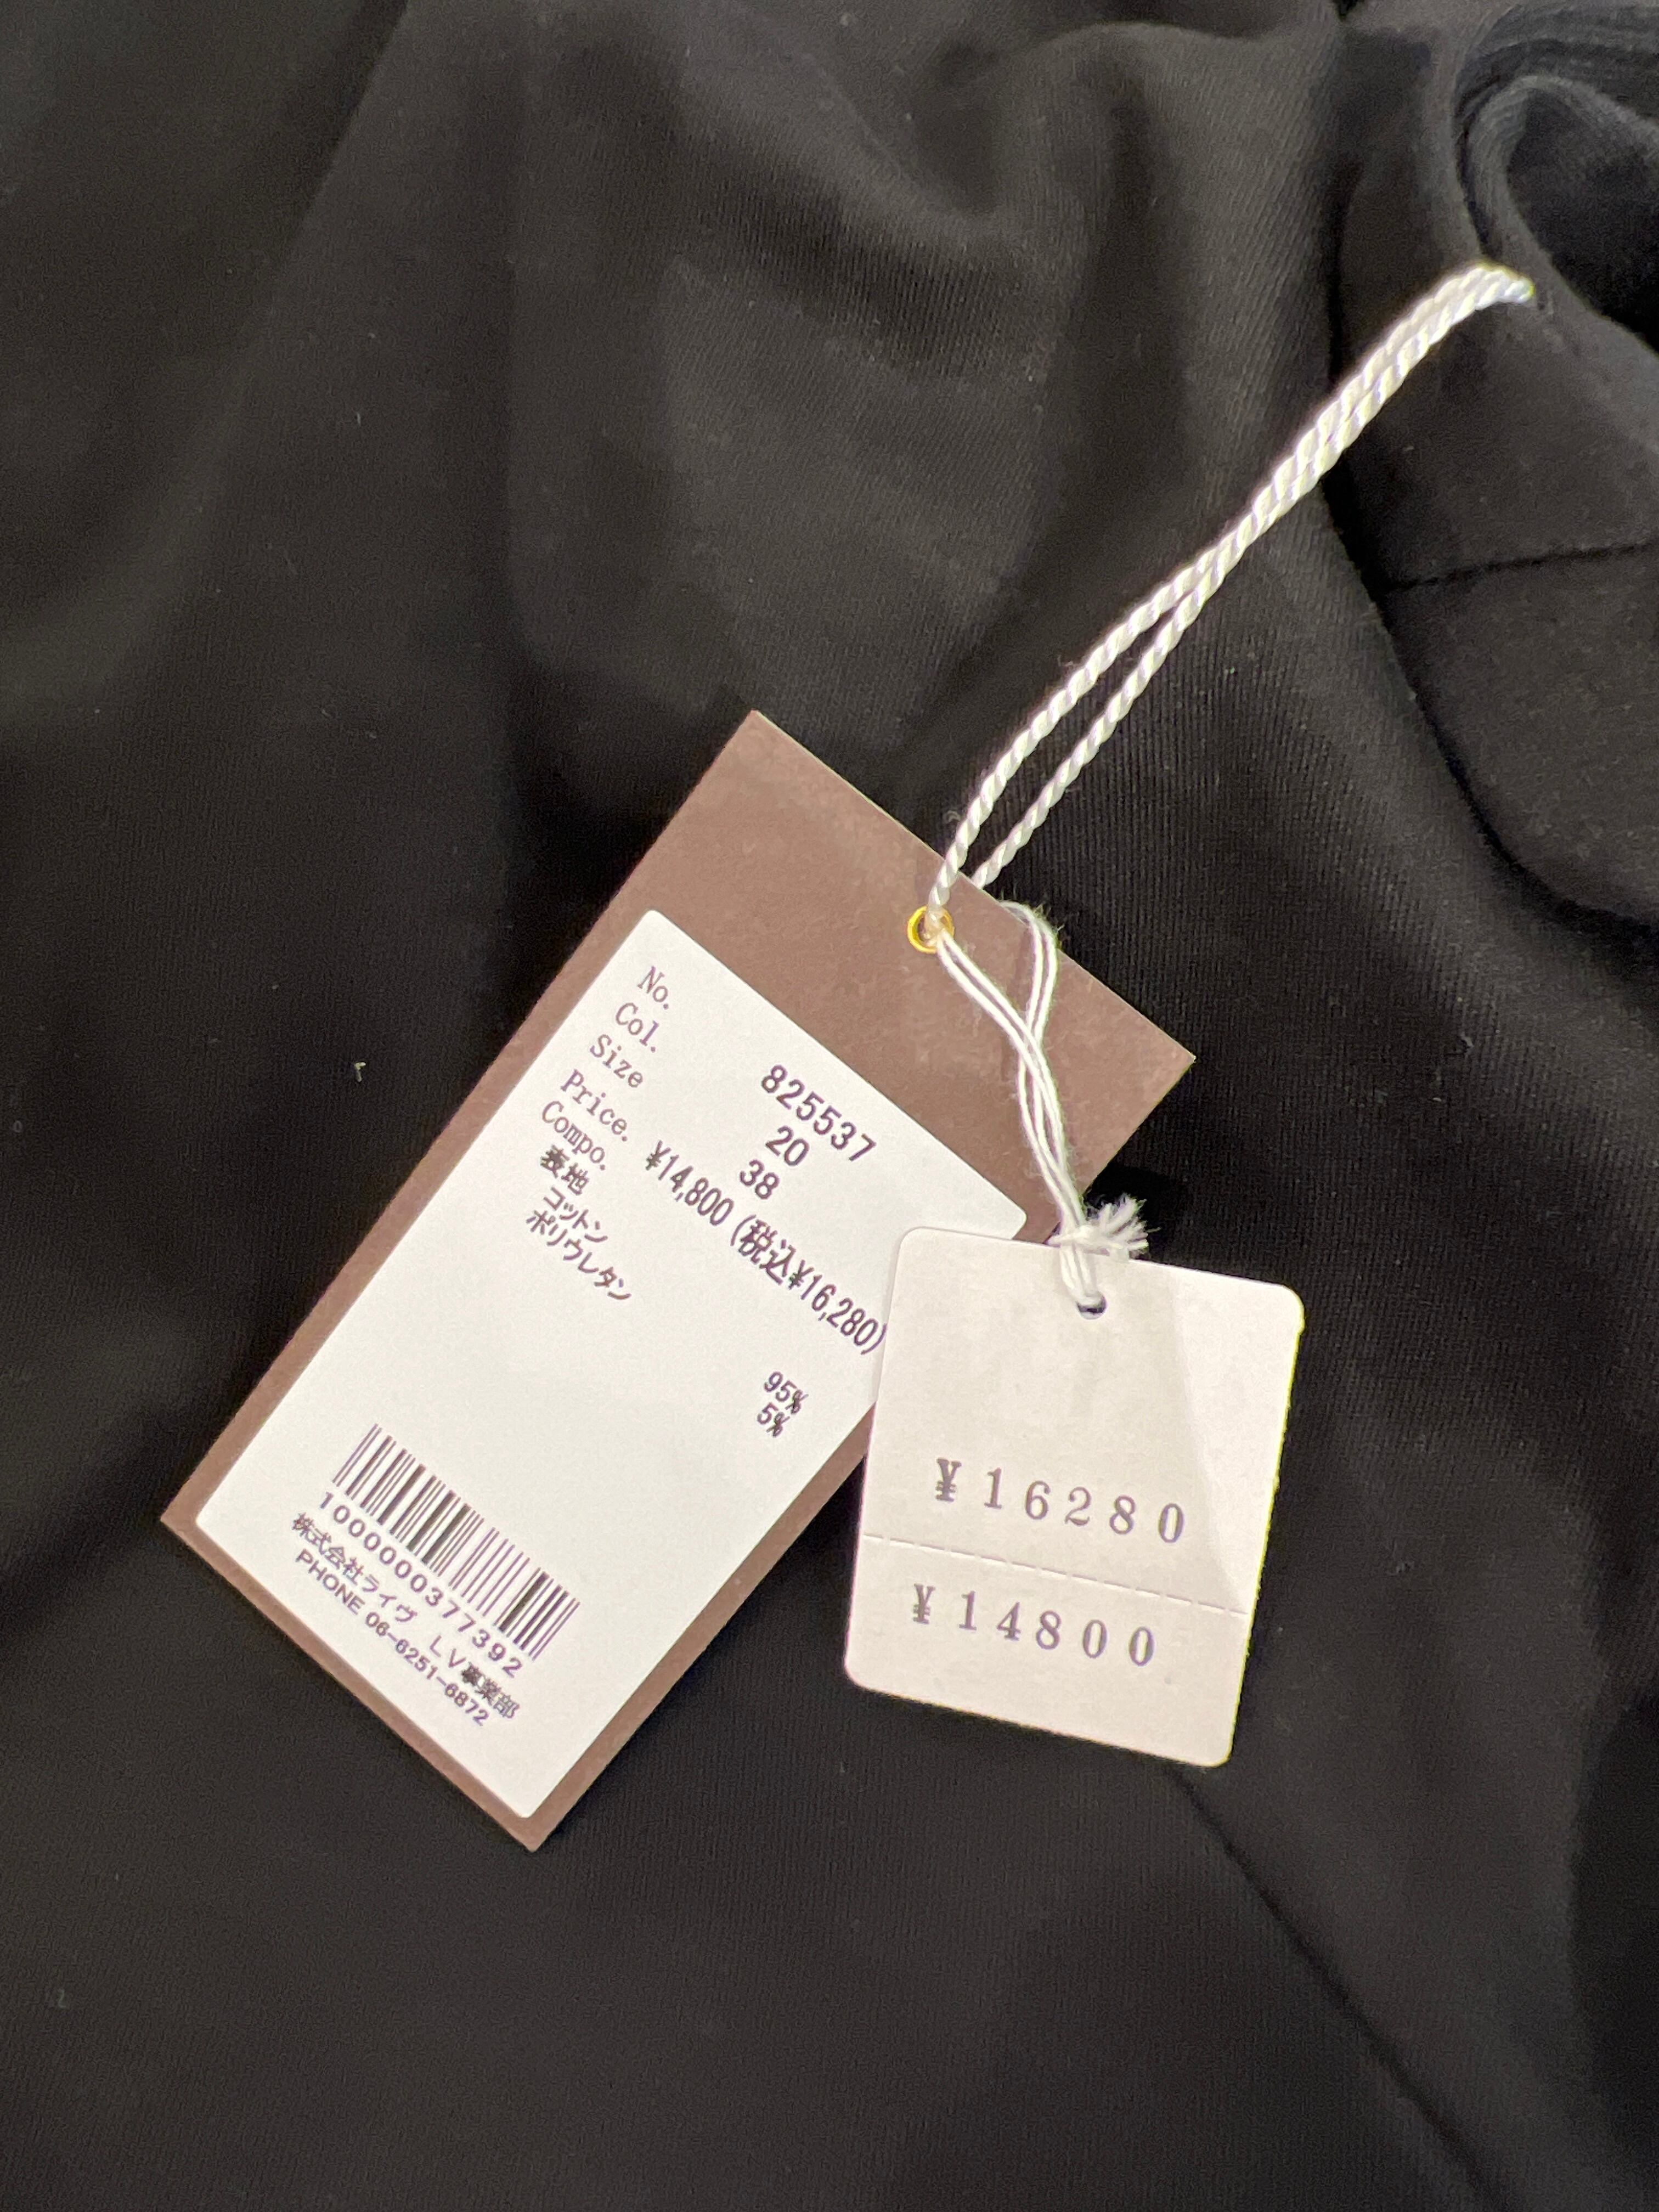 No. 825537
Col. 20
Size 38
Price. ¥14,800(税込¥16,280)
Compo.
表地
コットン 95%
ポリウレタン 5%
1000000377392
株式会社ライヴ LV事業部
PHONE 06-6251-6872
¥16280
¥14800